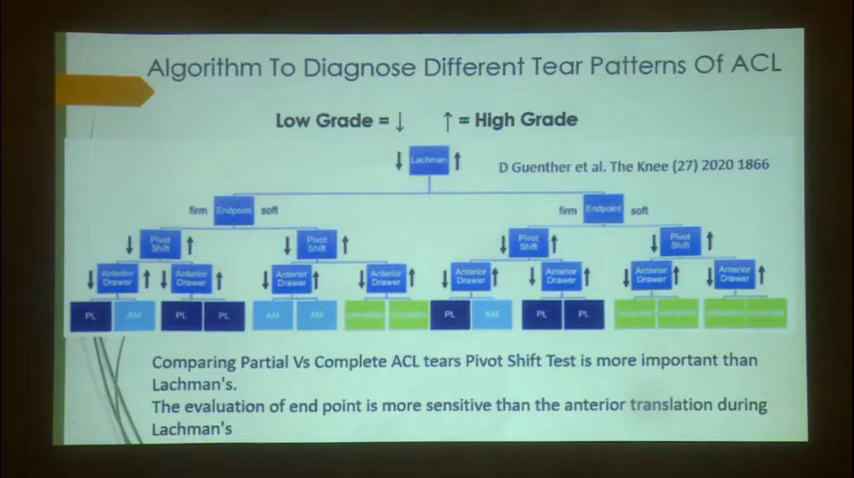 Algorithm To Diagnose Different Tear Patterns Of ACL
Low Grade = ↓ ↑ = High Grade
↓ Lachman ↑
D Guenther et al. The Knee (27) 2020 1866
firm Endpoint soft firm Endpoint soft
↓ Pivot Shift ↑ ↓ Pivot Shift ↑ ↓ Pivot Shift ↑ ↓ Pivot Shift ↑
↓ Anterior Drawer ↑ ↓ Anterior Drawer ↑ ↓ Anterior Drawer ↑ ↓ Anterior Drawer ↑ ↓ Anterior Drawer ↑ ↓ Anterior Drawer ↑ ↓ Anterior Drawer ↑ ↓ Anterior Drawer ↑
PL AM PL PL AM AM PL AM PL PL
Comparing Partial Vs Complete ACL tears Pivot Shift Test is more important than
Lachman's.
The evaluation of end point is more sensitive than the anterior translation during
Lachman's